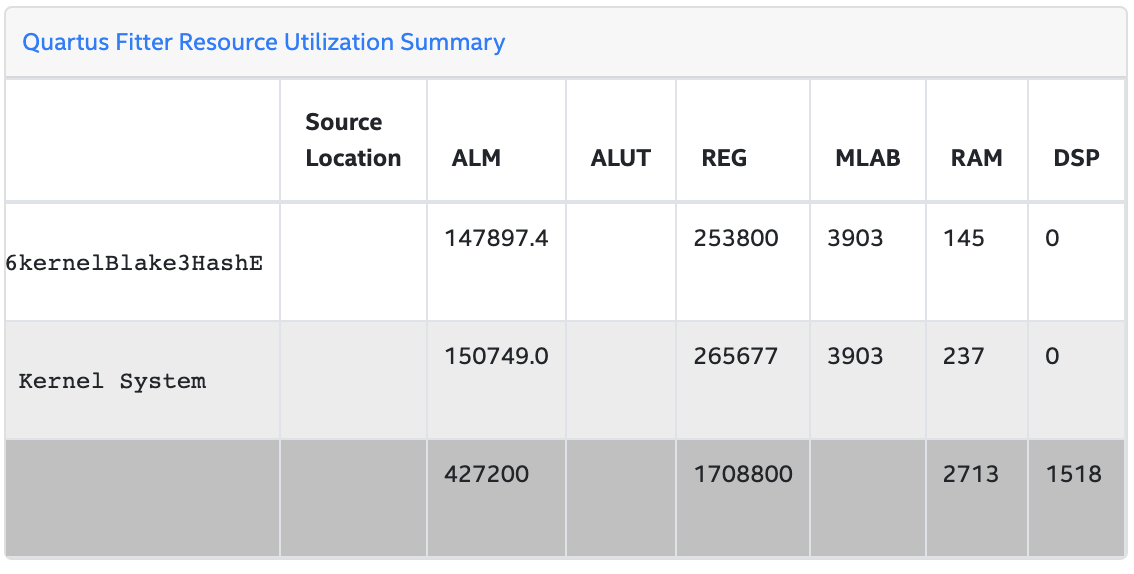 Quartus Fitter Resource Utilization Summary
Source Location ALM ALUT REG MLAB RAM DSP
6kernelBlake3HashE 147897.4 253800 3903 145 0
Kernel System 150749.0 265677 3903 237 0
427200 1708800 2713 1518